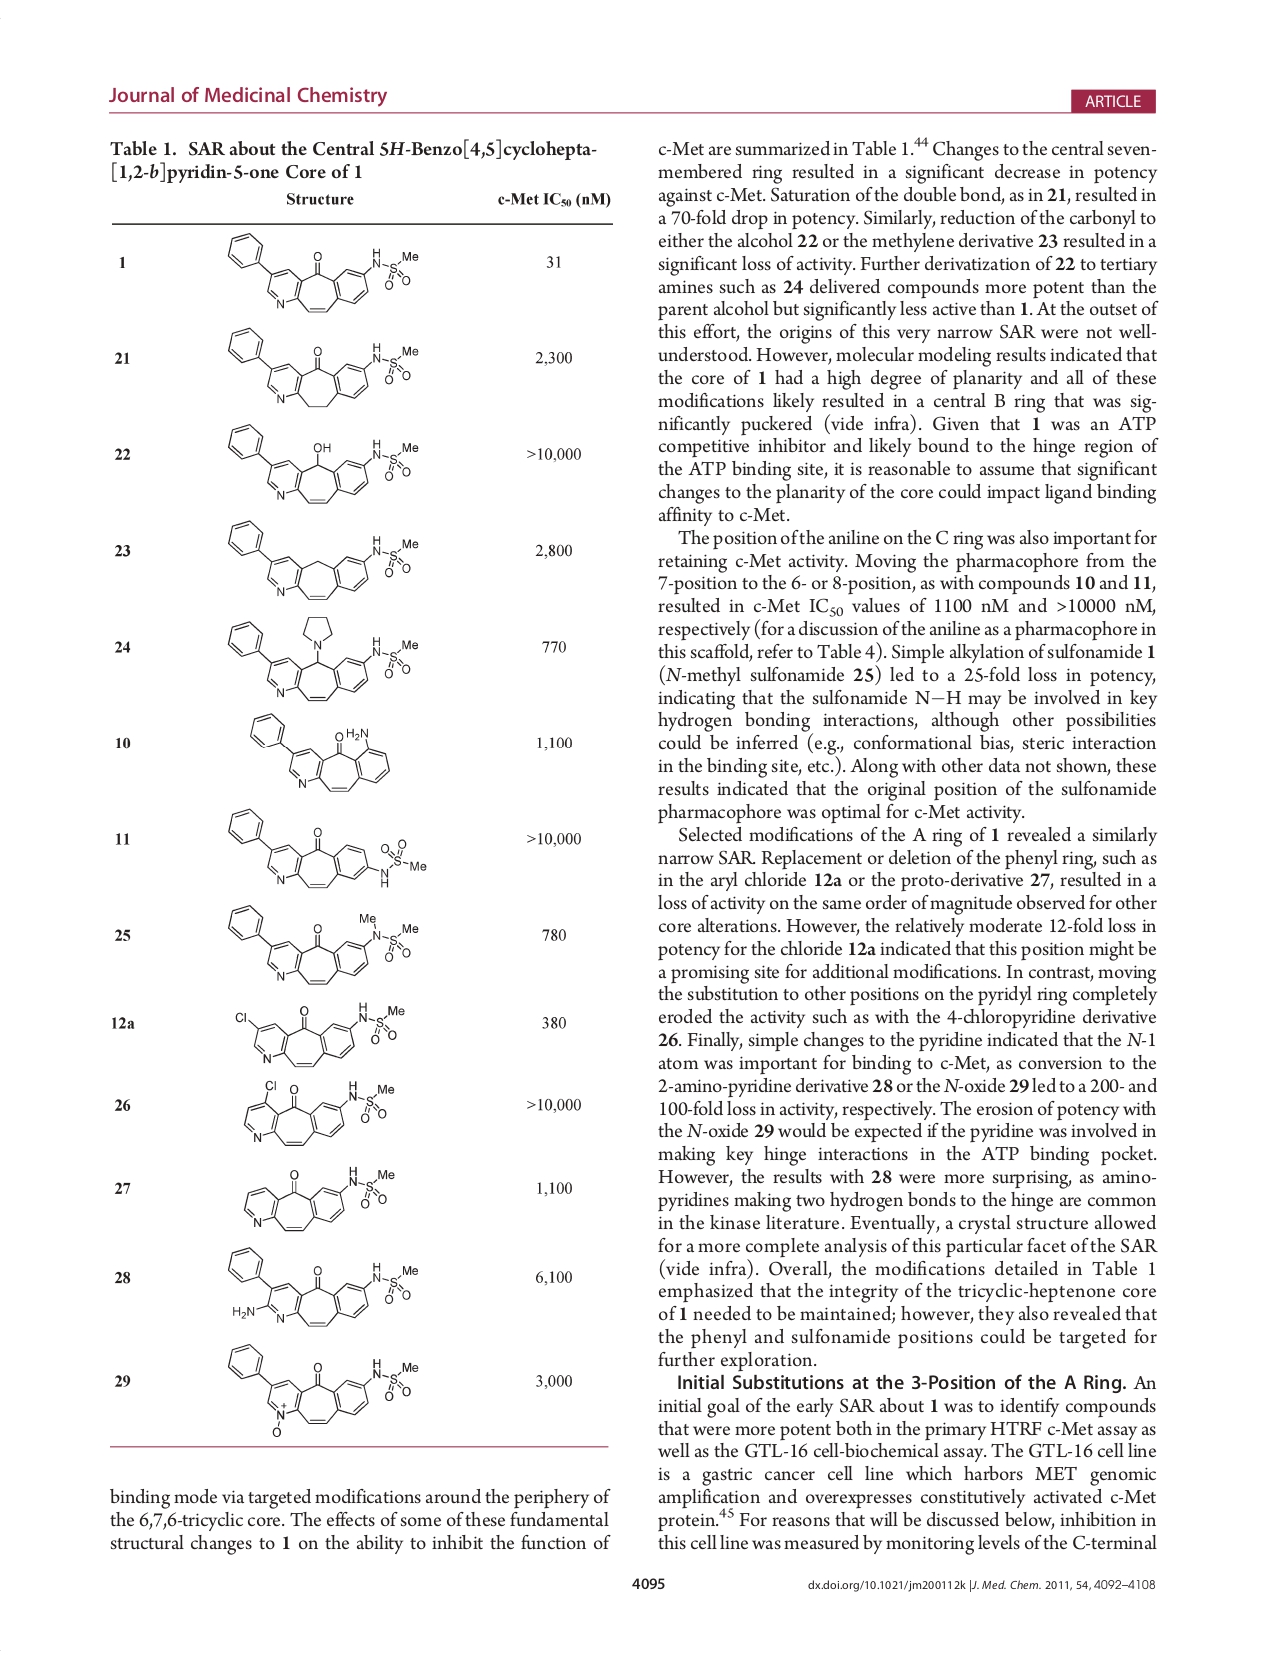 Journal of Medicinal Chemistry
ARTICLE
Table 1. SAR about the Central 5H-Benzo[4,5]cyclohepta-
[1,2-b]pyridin-5-one Core of 1
Structure c-Met IC50 (nM)
1 O H N S Me O O N 31
21 O H N S Me O O N 2,300
22 OH H N S Me O O N >10,000
23 H N S Me O O N 2,800
24 N H N S Me O O N 770
10 O H2N N 1,100
11 O O O S Me N H N >10,000
25 O Me N S Me O O N 780
12a Cl O H N S Me O O N 380
26 Cl O H N S Me O O N >10,000
27 O H N S Me O O N 1,100
28 O H N S Me O O H2N N 6,100
29 O H N S Me O O N + O 3,000
binding mode via targeted modifications around the periphery of
the 6,7,6-tricyclic core. The effects of some of these fundamental
structural changes to 1 on the ability to inhibit the function of
c-Met are summarized in Table 1.44 Changes to the central seven-
membered ring resulted in a significant decrease in potency
against c-Met. Saturation of the double bond, as in 21, resulted in
a 70-fold drop in potency. Similarly, reduction of the carbonyl to
either the alcohol 22 or the methylene derivative 23 resulted in a
significant loss of activity. Further derivatization of 22 to tertiary
amines such as 24 delivered compounds more potent than the
parent alcohol but significantly less active than 1. At the outset of
this effort, the origins of this very narrow SAR were not well-
understood. However, molecular modeling results indicated that
the core of 1 had a high degree of planarity and all of these
modifications likely resulted in a central B ring that was sig-
nificantly puckered (vide infra). Given that 1 was an ATP
competitive inhibitor and likely bound to the hinge region of
the ATP binding site, it is reasonable to assume that significant
changes to the planarity of the core could impact ligand binding
affinity to c-Met.
The position of the aniline on the C ring was also important for
retaining c-Met activity. Moving the pharmacophore from the
7-position to the 6- or 8-position, as with compounds 10 and 11,
resulted in c-Met IC50 values of 1100 nM and >10000 nM,
respectively (for a discussion of the aniline as a pharmacophore in
this scaffold, refer to Table 4). Simple alkylation of sulfonamide 1
(N-methyl sulfonamide 25) led to a 25-fold loss in potency,
indicating that the sulfonamide N−H may be involved in key
hydrogen bonding interactions, although other possibilities
could be inferred (e.g., conformational bias, steric interaction
in the binding site, etc.). Along with other data not shown, these
results indicated that the original position of the sulfonamide
pharmacophore was optimal for c-Met activity.
Selected modifications of the A ring of 1 revealed a similarly
narrow SAR. Replacement or deletion of the phenyl ring, such as
in the aryl chloride 12a or the proto-derivative 27, resulted in a
loss of activity on the same order of magnitude observed for other
core alterations. However, the relatively moderate 12-fold loss in
potency for the chloride 12a indicated that this position might be
a promising site for additional modifications. In contrast, moving
the substitution to other positions on the pyridyl ring completely
eroded the activity such as with the 4-chloropyridine derivative
26. Finally, simple changes to the pyridine indicated that the N-1
atom was important for binding to c-Met, as conversion to the
2-amino-pyridine derivative 28 or the N-oxide 29 led to a 200- and
100-fold loss in activity, respectively. The erosion of potency with
the N-oxide 29 would be expected if the pyridine was involved in
making key hinge interactions in the ATP binding pocket.
However, the results with 28 were more surprising, as amino-
pyridines making two hydrogen bonds to the hinge are common
in the kinase literature. Eventually, a crystal structure allowed
for a more complete analysis of this particular facet of the SAR
(vide infra). Overall, the modifications detailed in Table 1
emphasized that the integrity of the tricyclic-heptenone core
of 1 needed to be maintained; however, they also revealed that
the phenyl and sulfonamide positions could be targeted for
further exploration.
Initial Substitutions at the 3-Position of the A Ring. An
initial goal of the early SAR about 1 was to identify compounds
that were more potent both in the primary HTRF c-Met assay as
well as the GTL-16 cell-biochemical assay. The GTL-16 cell line
is a gastric cancer cell line which harbors MET genomic
amplification and overexpresses constitutively activated c-Met
protein.45 For reasons that will be discussed below, inhibition in
this cell line was measured by monitoring levels of the C-terminal
4095
dx.doi.org/10.1021/jm200112k |J. Med. Chem. 2011, 54, 4092–4108